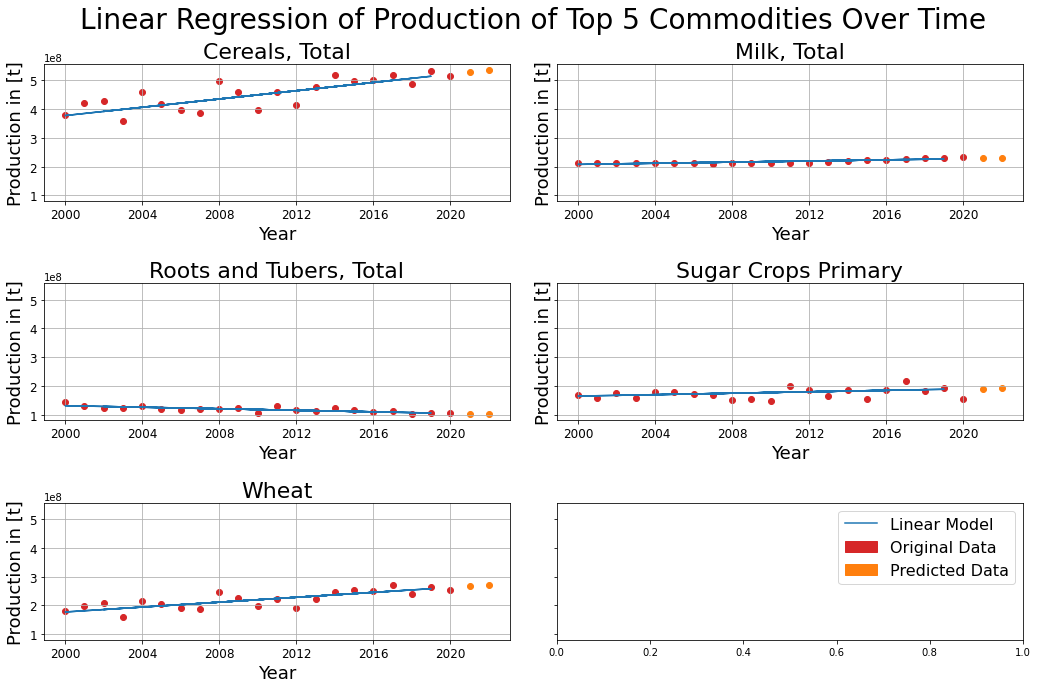 Linear Regression of Production of Top 5 Commodities Over Time
Cereals, Total
1e8
Production in [t]
5
4
3
2
1
2000 2004 2008 2012 2016 2020
Year
Milk, Total
Production in [t]
2000 2004 2008 2012 2016 2020
Year
Roots and Tubers, Total
1e8
Production in [t]
5
4
3
2
1
2000 2004 2008 2012 2016 2020
Year
Sugar Crops Primary
Production in [t]
2000 2004 2008 2012 2016 2020
Year
Wheat
1e8
Production in [t]
5
4
3
2
1
2000 2004 2008 2012 2016 2020
Year
Linear Model
Original Data
Predicted Data
0.0 0.2 0.4 0.6 0.8 1.0